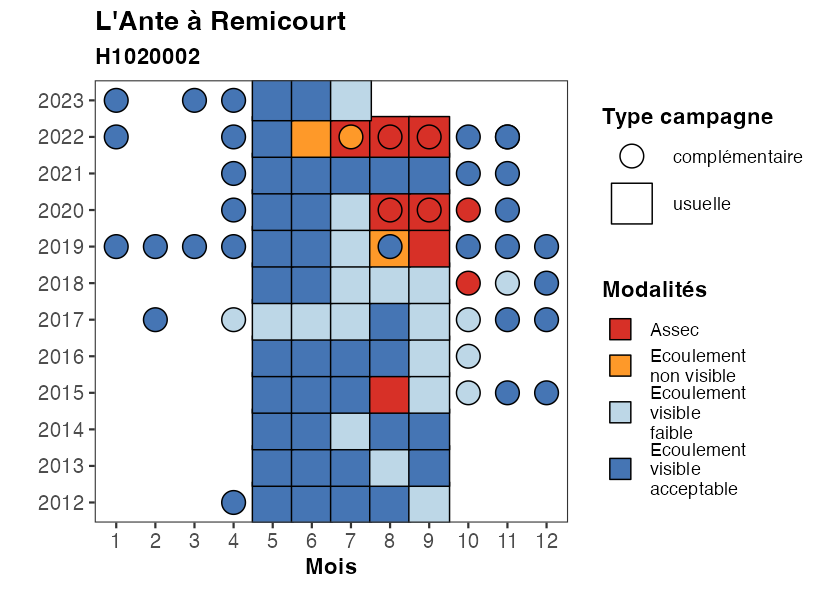 L'Ante à Remicourt
H1020002
2023
2022
2021
2020
2019
2018
2017
2016
2015
2014
2013
2012
1 2 3 4 5 6 7 8 9 10 11 12
Mois
Type campagne
complémentaire
usuelle
Modalités
Assec
Ecoulement
non visible
Ecoulement
visible
faible
Ecoulement
visible
acceptable